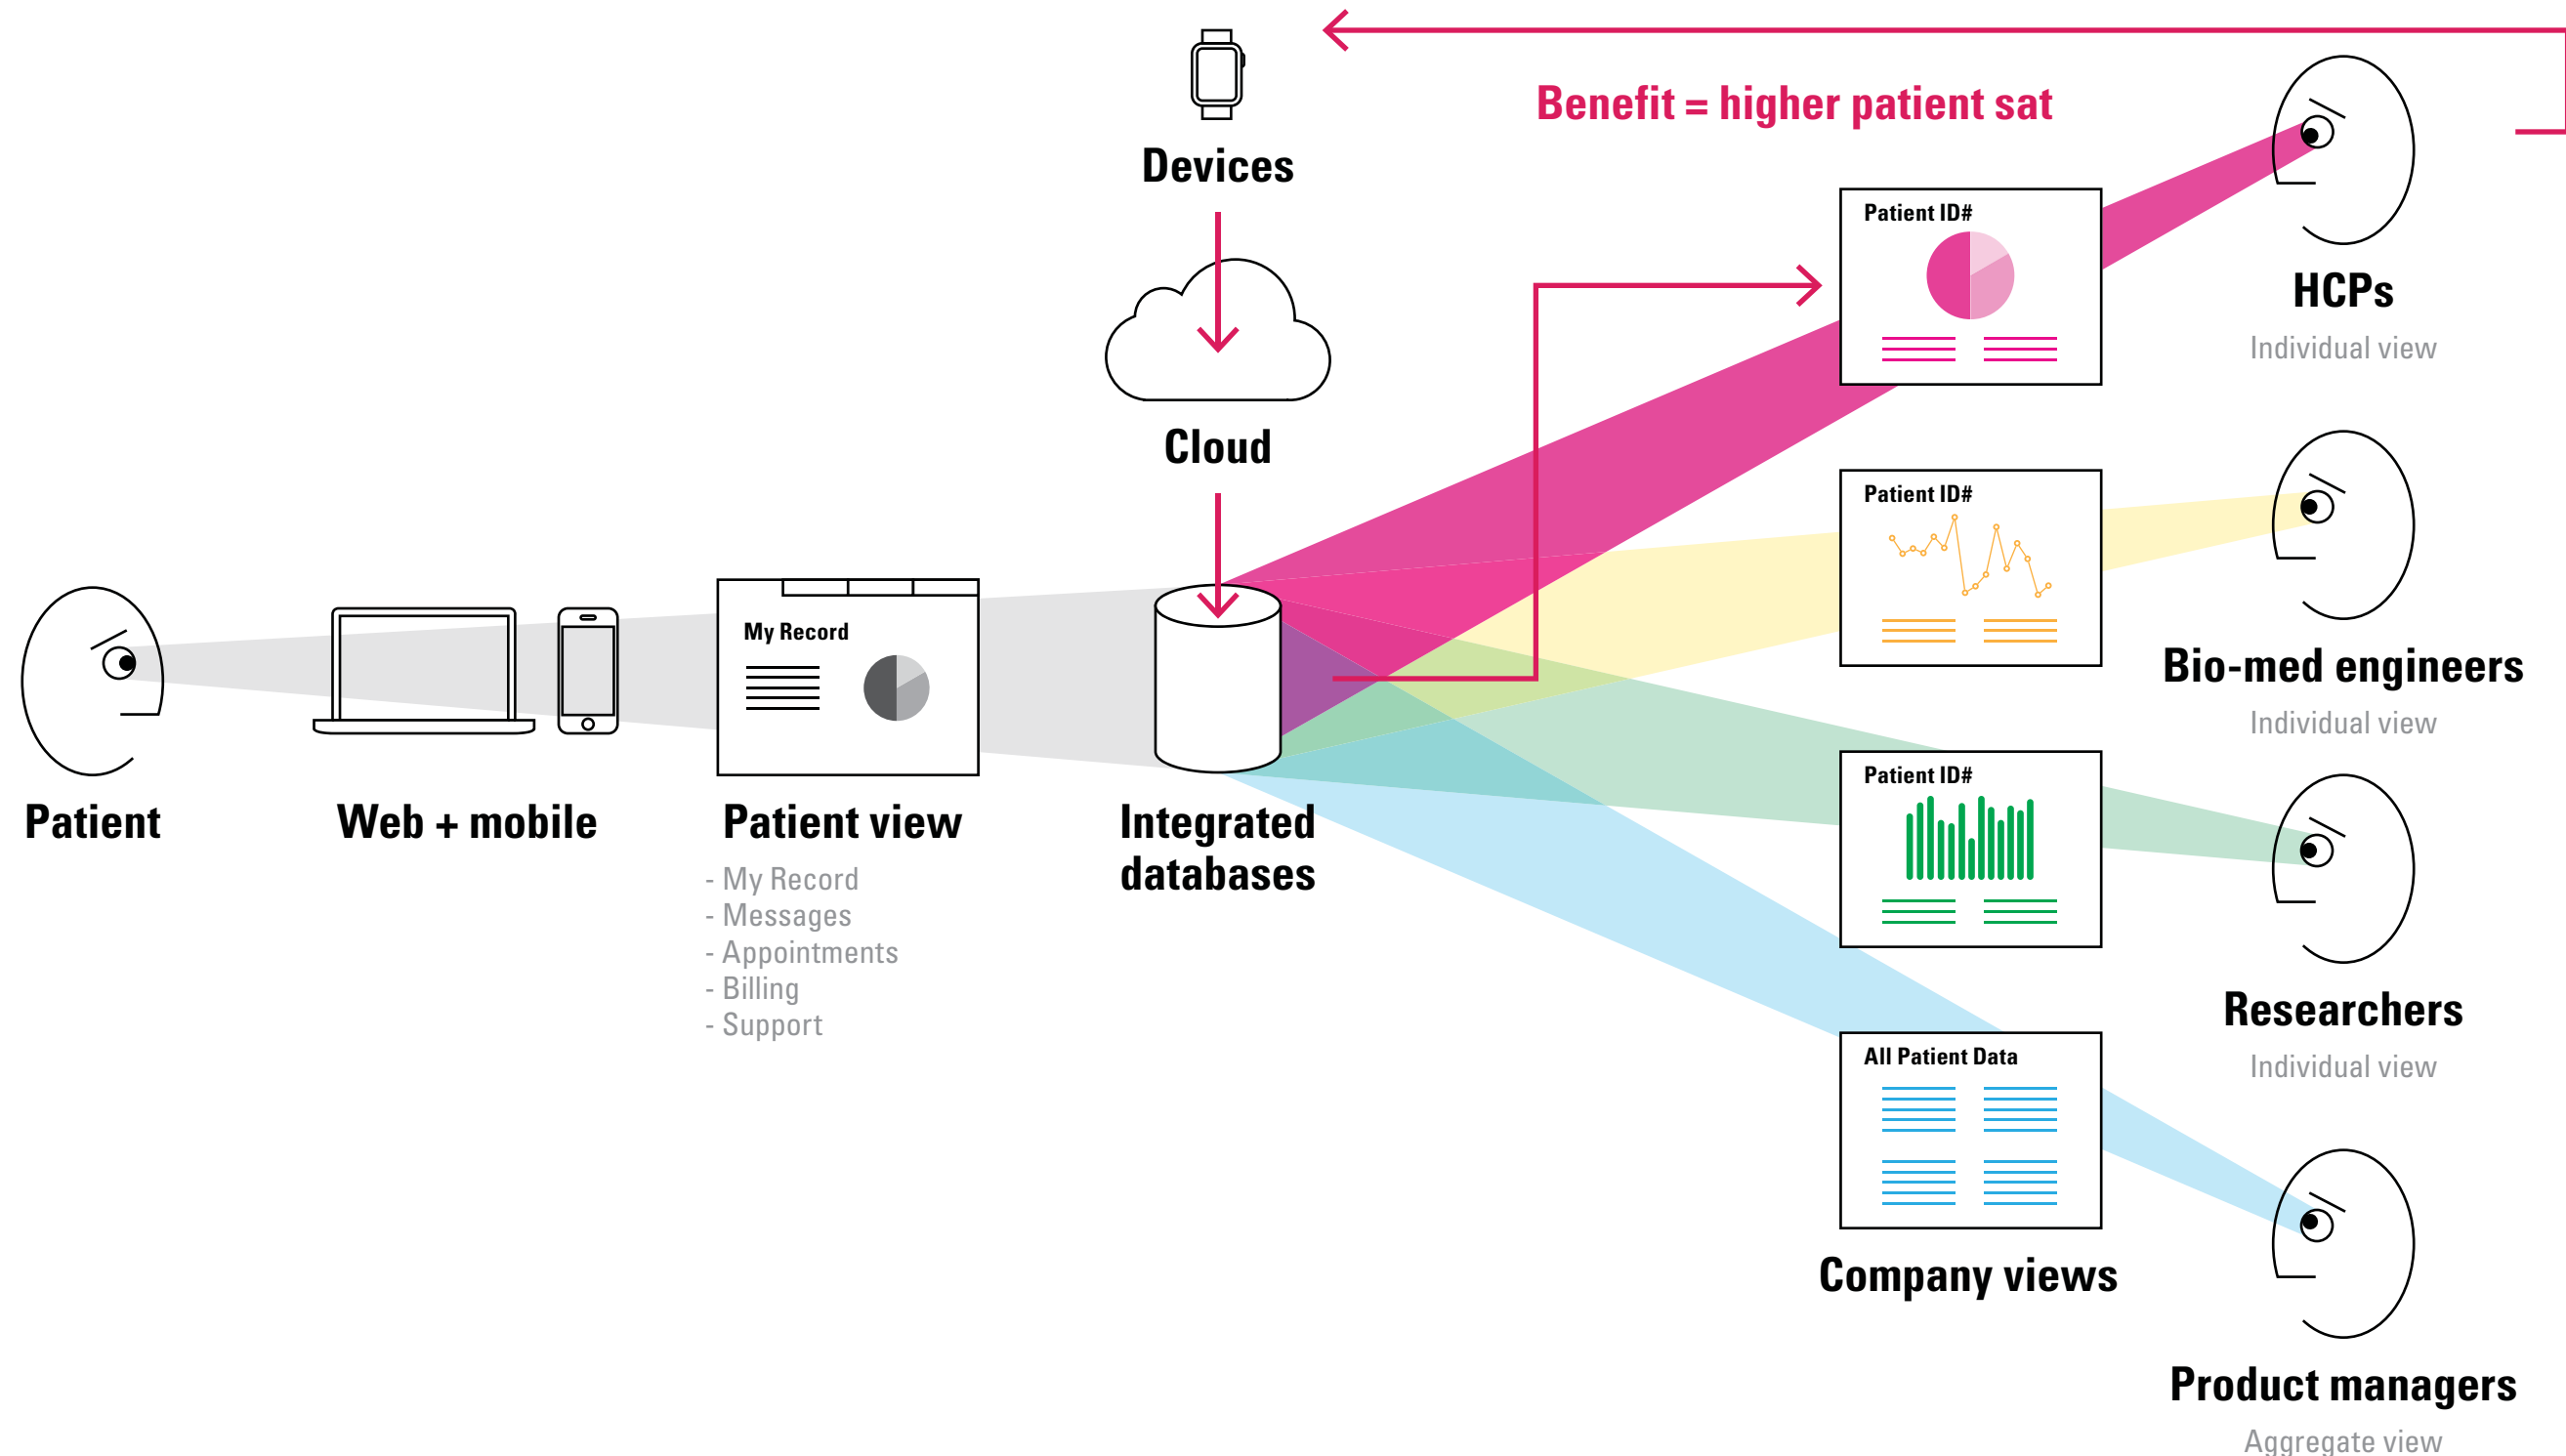 Benefit = higher patient sat
Devices
Cloud
Patient
Web + mobile
My Record
Patient view
- My Record
- Messages
- Appointments
- Billing
- Support
Integrated
databases
Patient ID#
Patient ID#
Patient ID#
All Patient Data
Company views
HCPs
Individual view
Bio-med engineers
Individual view
Researchers
Individual view
Product managers
Aggregate view